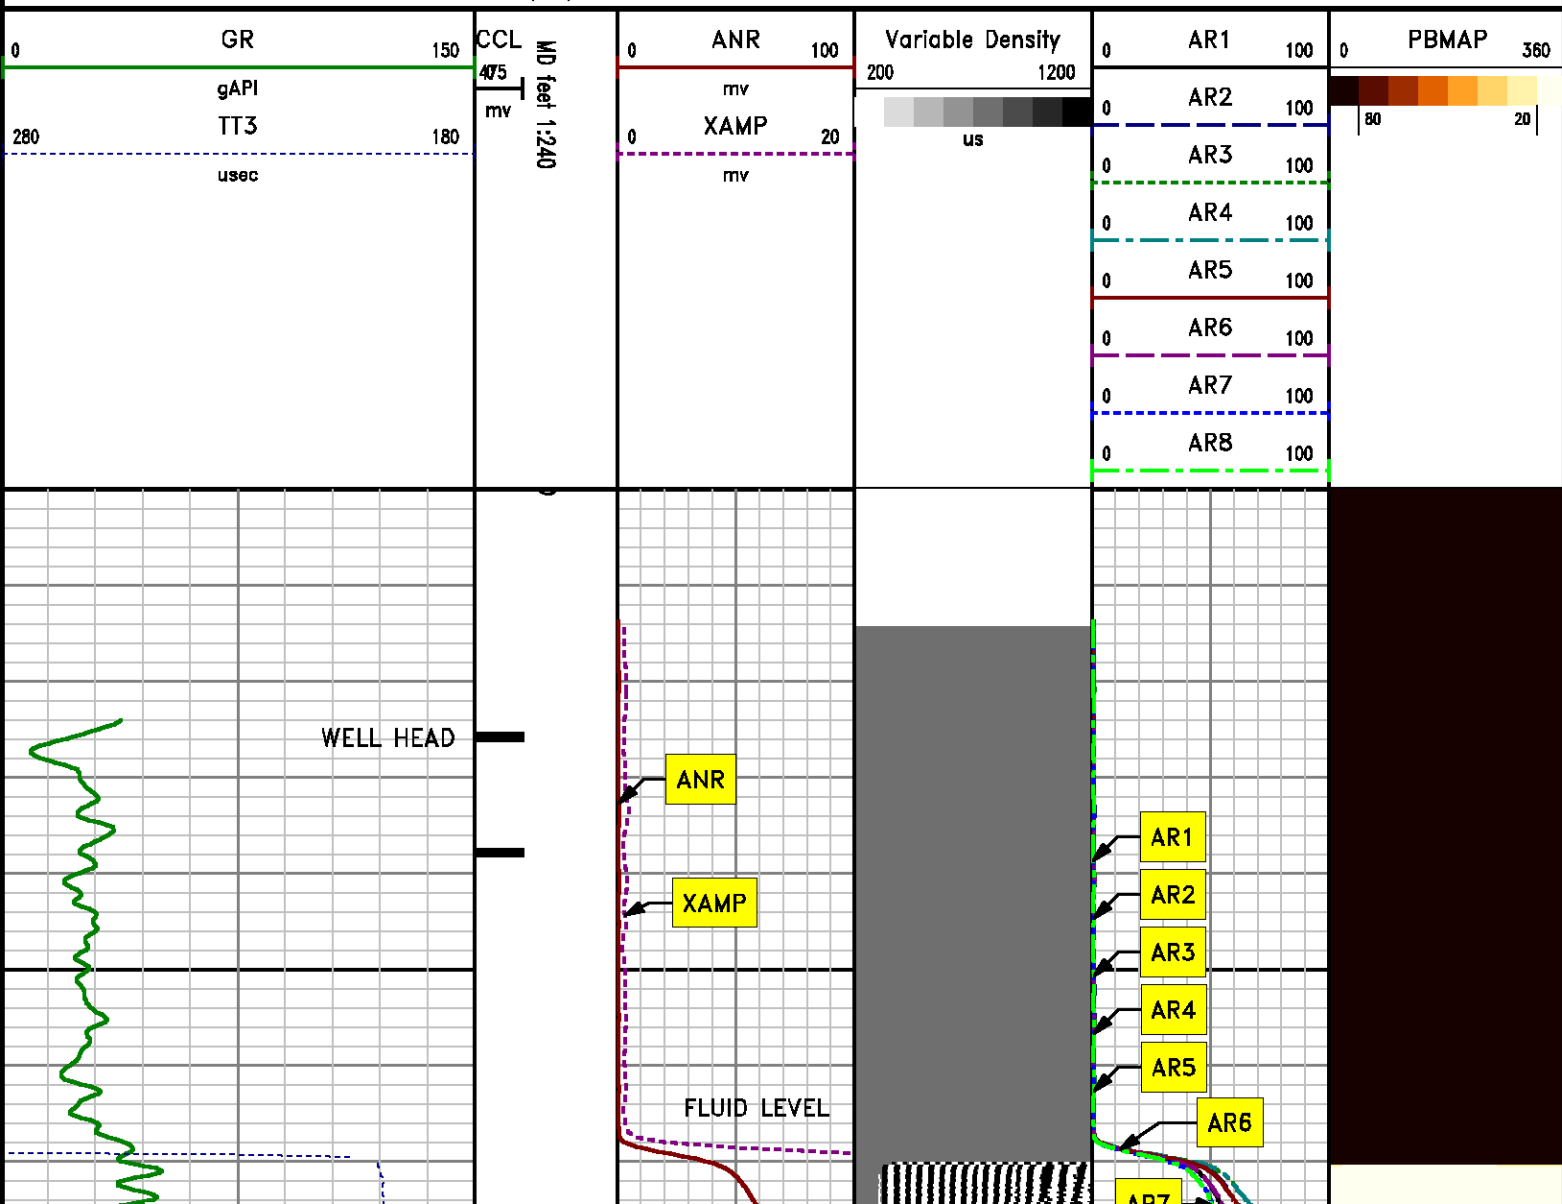 0 GR 150
gAPI
280 TT3 180
usec
CCL
mv
MD feet 1:240
0 ANR 100
mv
0 XAMP 20
mv
Variable Density
200 1200
us
0 AR1 100
0 AR2 100
0 AR3 100
0 AR4 100
0 AR5 100
0 AR6 100
0 AR7 100
0 AR8 100
0 PBMAP 360
80 20
WELL HEAD
ANR
XAMP
FLUID LEVEL
AR1
AR2
AR3
AR4
AR5
AR6
AR7